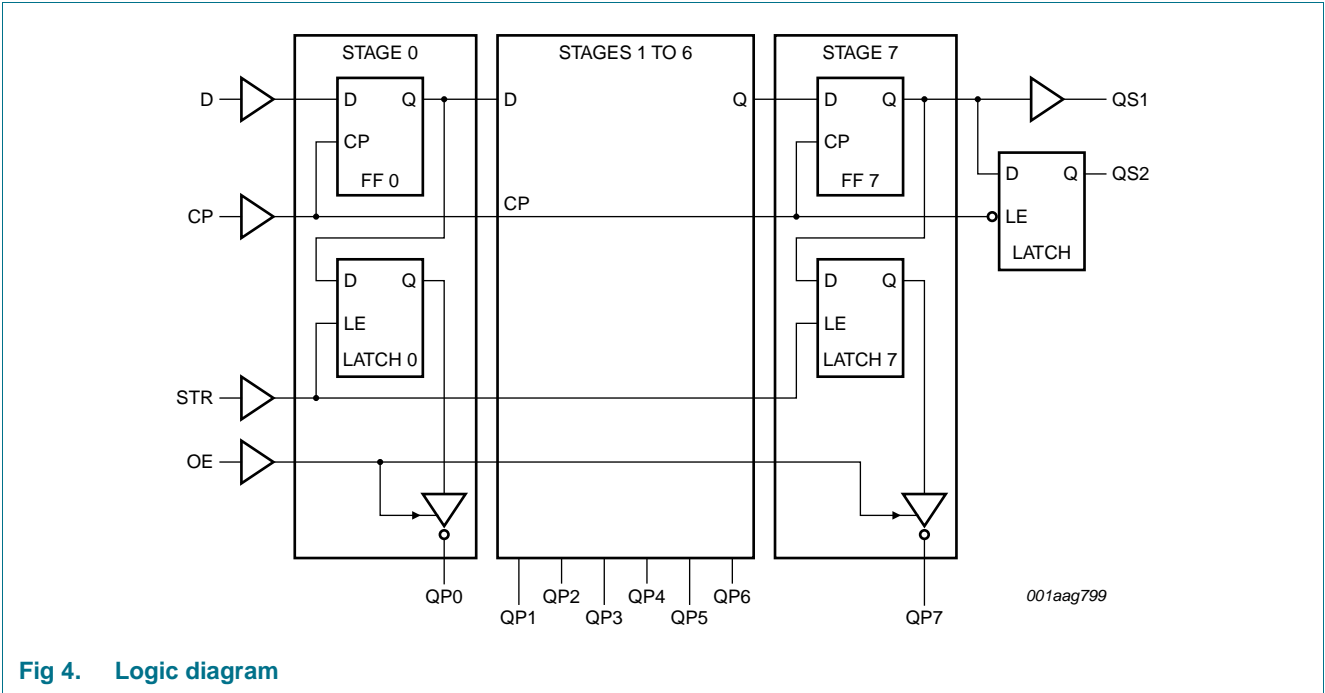 STAGE 0
STAGES 1 TO 6
STAGE 7
D
D
Q
D
Q
D
Q
QS1
CP
FF 0
CP
FF 7
D
Q
QS2
CP
CP
LE
LATCH
D
Q
LE
LATCH 0
D
Q
LE
LATCH 7
STR
OE
QP0
QP1
QP2
QP3
QP4
QP5
QP6
QP7
001aag799
Fig 4. Logic diagram